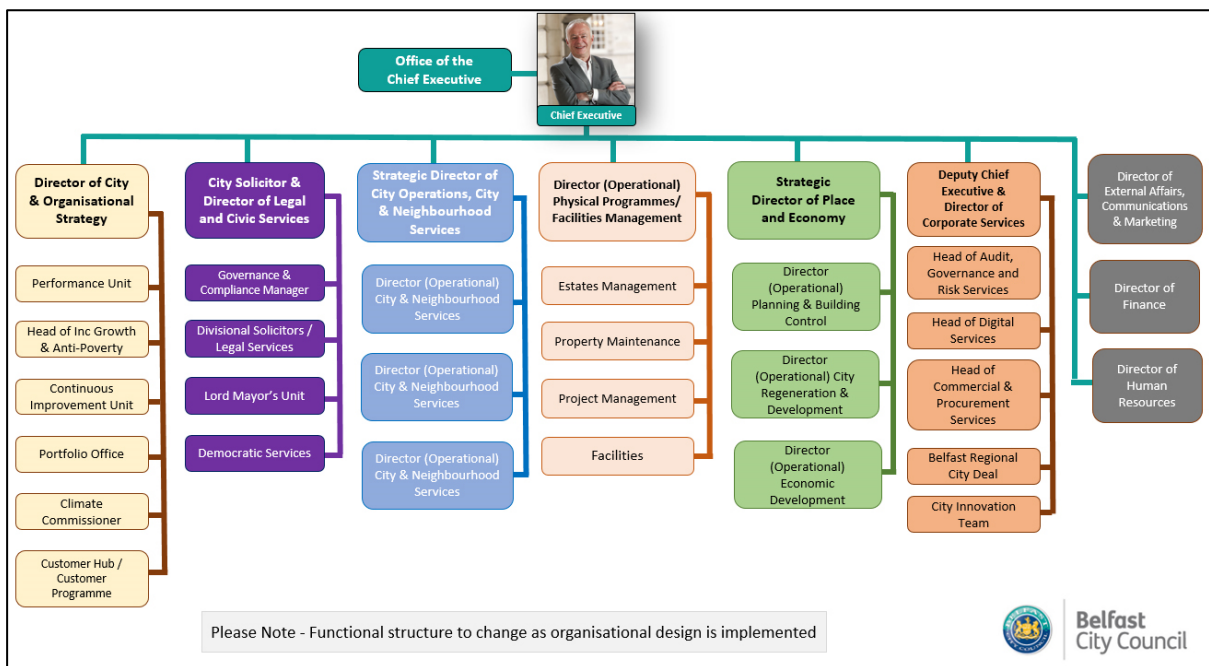 Office of the
Chief Executive
Chief Executive
Director of City
& Organisational
Strategy
Performance Unit
Head of Inc Growth
& Anti-Poverty
Continuous
Improvement Unit
Portfolio Office
Climate
Commissioner
Customer Hub /
Customer
Programme
City Solicitor &
Director of Legal
and Civic Services
Governance &
Compliance Manager
Divisional Solicitors /
Legal Services
Lord Mayor's Unit
Democratic Services
Strategic Director of
City Operations, City
& Neighbourhood
Services
Director (Operational)
City & Neighbourhood
Services
Director (Operational)
City & Neighbourhood
Services
Director (Operational)
City & Neighbourhood
Services
Director (Operational)
Physical Programmes/
Facilities Management
Estates Management
Property Maintenance
Project Management
Facilities
Strategic
Director of Place
and Economy
Director
(Operational)
Planning & Building
Control
Director
(Operational) City
Regeneration &
Development
Director
(Operational)
Economic
Development
Deputy Chief
Executive &
Director of
Corporate Services
Head of Audit,
Governance and
Risk Services
Head of Digital
Services
Head of
Commercial &
Procurement
Services
Belfast Regional
City Deal
City Innovation
Team
Director of
External Affairs,
Communications
& Marketing
Director of
Finance
Director of
Human
Resources
Please Note - Functional structure to change as organisational design is implemented
Belfast
City Council